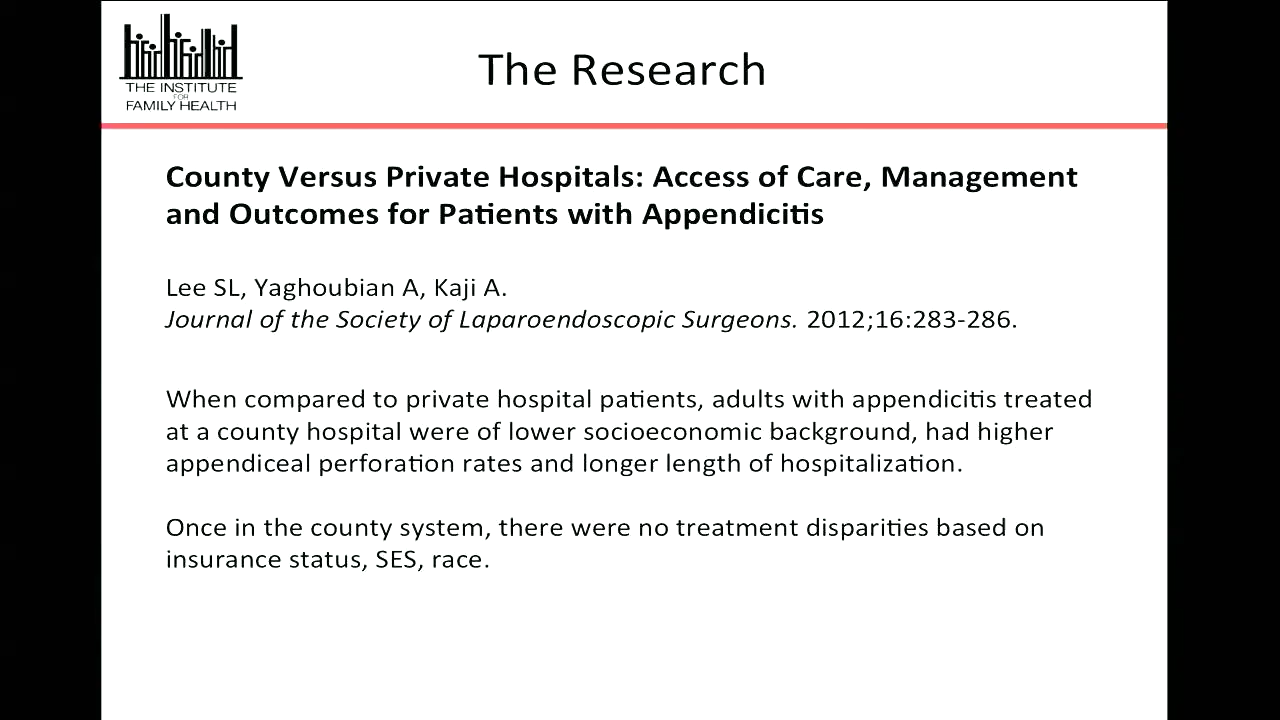 THE INSTITUTE
FOR
FAMILY HEALTH
The Research
County Versus Private Hospitals: Access of Care, Management
and Outcomes for Patients with Appendicitis
Lee SL, Yaghoubian A, Kaji A.
Journal of the Society of Laparoendoscopic Surgeons. 2012;16:283-286.
When compared to private hospital patients, adults with appendicitis treated
at a county hospital were of lower socioeconomic background, had higher
appendiceal perforation rates and longer length of hospitalization.
Once in the county system, there were no treatment disparities based on
insurance status, SES, race.